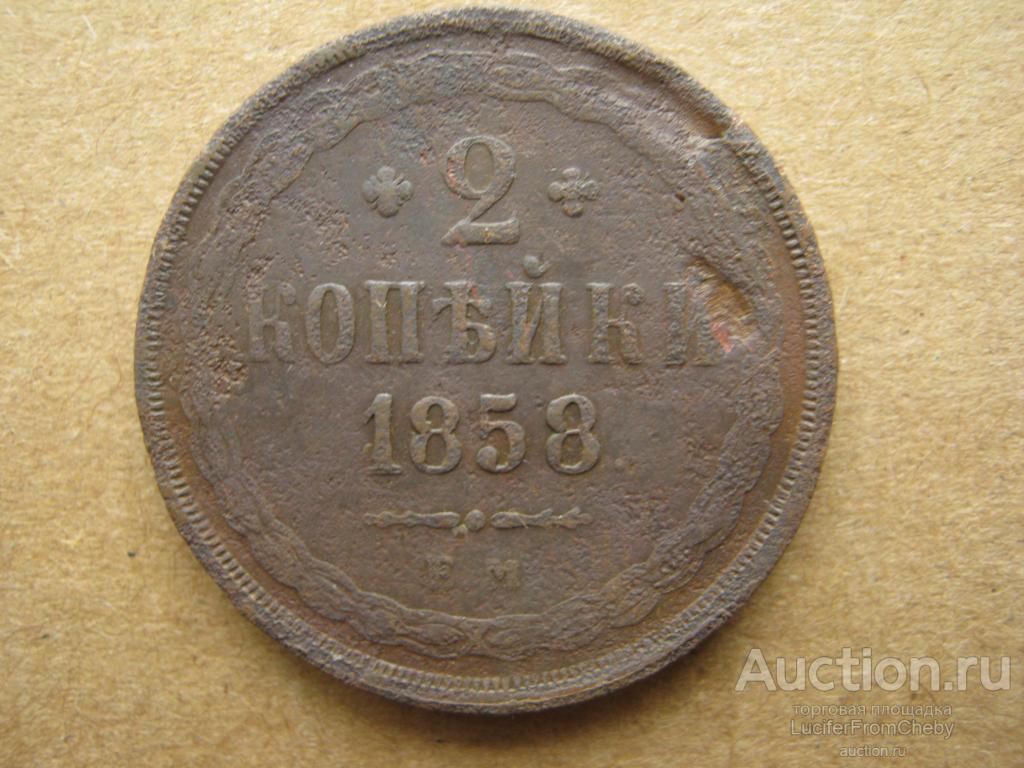 2
КОПѢЙКИ
1858
Е М
Auction.ru
торговая площадка
LuciferFromCheby
auction.ru